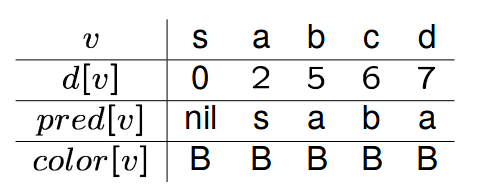 v s a b c d
d[v] 0 2 5 6 7
pred[v] nil s a b a
color[v] B B B B B